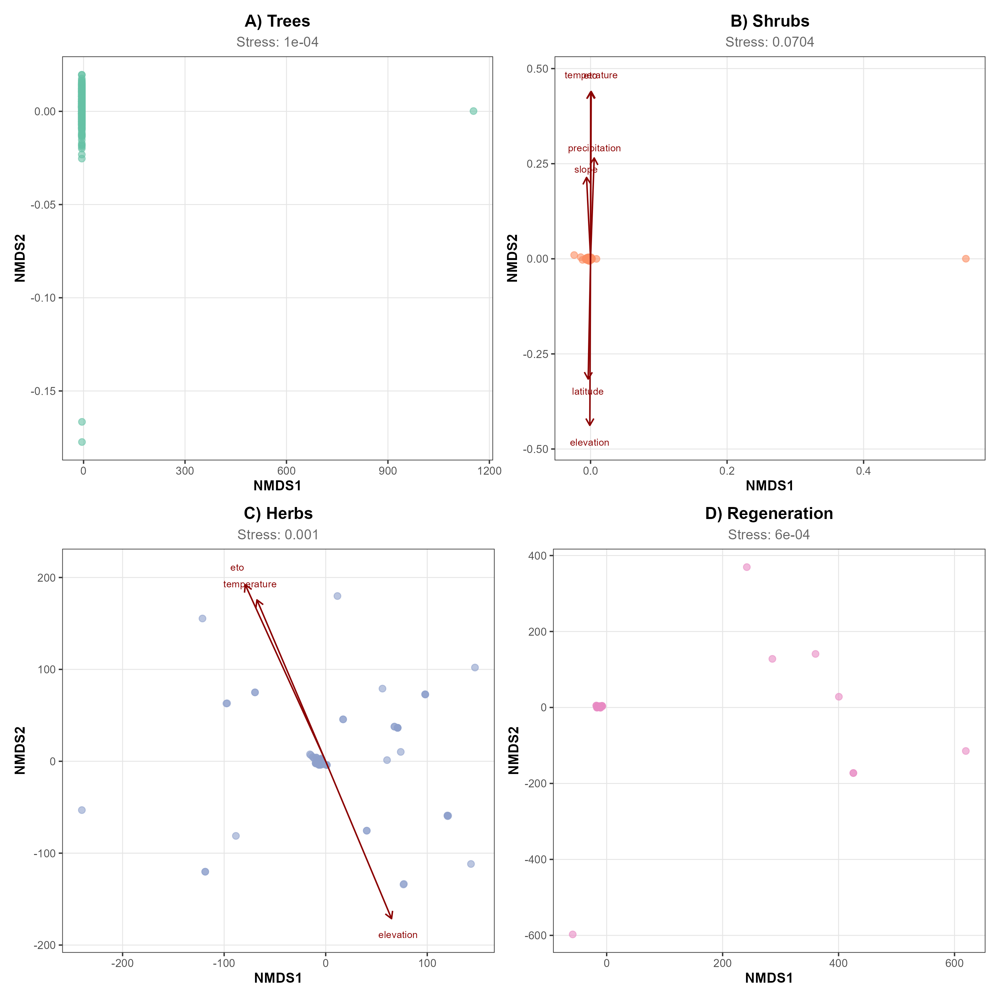 A) Trees
Stress: 1e-04
0.00
-0.05
-0.10
-0.15
NMDS2
0
300
600
900
1200
NMDS1
B) Shrubs
Stress: 0.0704
0.50
0.25
0.00
-0.25
-0.50
NMDS2
temperature
eto
precipitation
slope
latitude
elevation
0.0
0.2
0.4
NMDS1
C) Herbs
Stress: 0.001
200
100
0
-100
-200
NMDS2
eto
temperature
elevation
-200
-100
0
100
NMDS1
D) Regeneration
Stress: 6e-04
400
200
0
-200
-400
-600
NMDS2
0
200
400
600
NMDS1